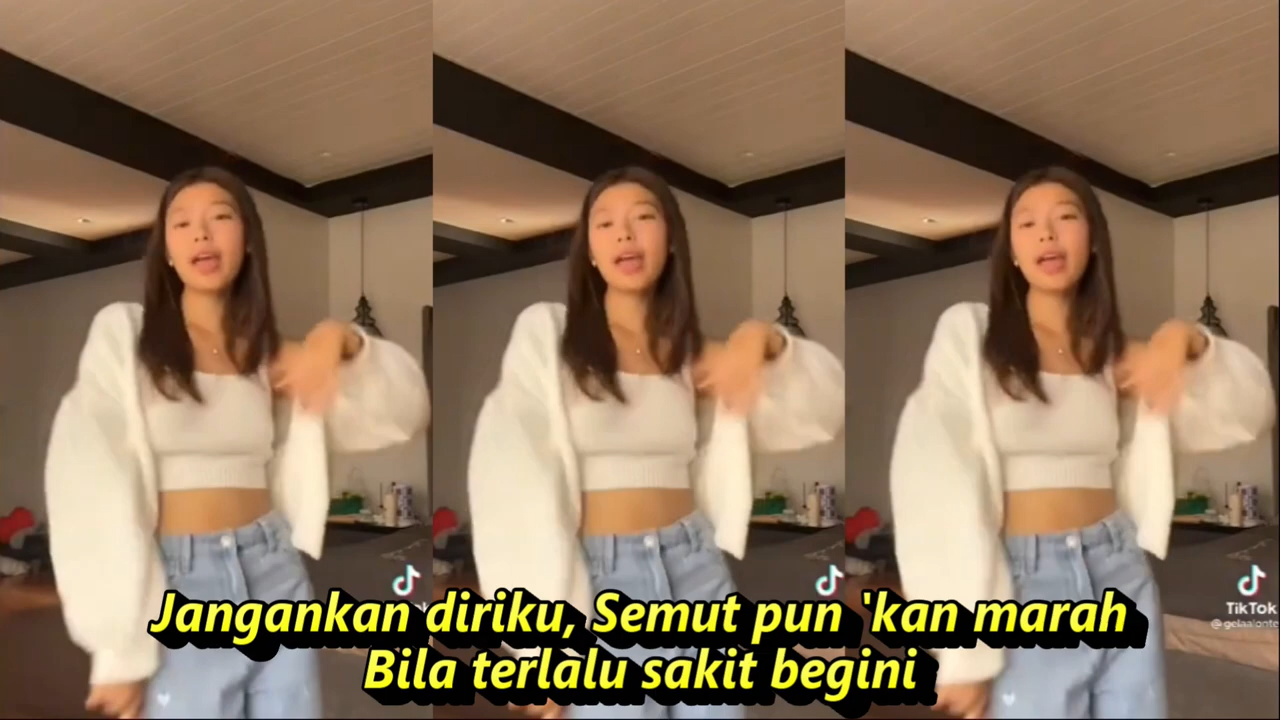 Jangankan diriku, Semut pun 'kan marah
Bila terlalu sakit begini
TikTok